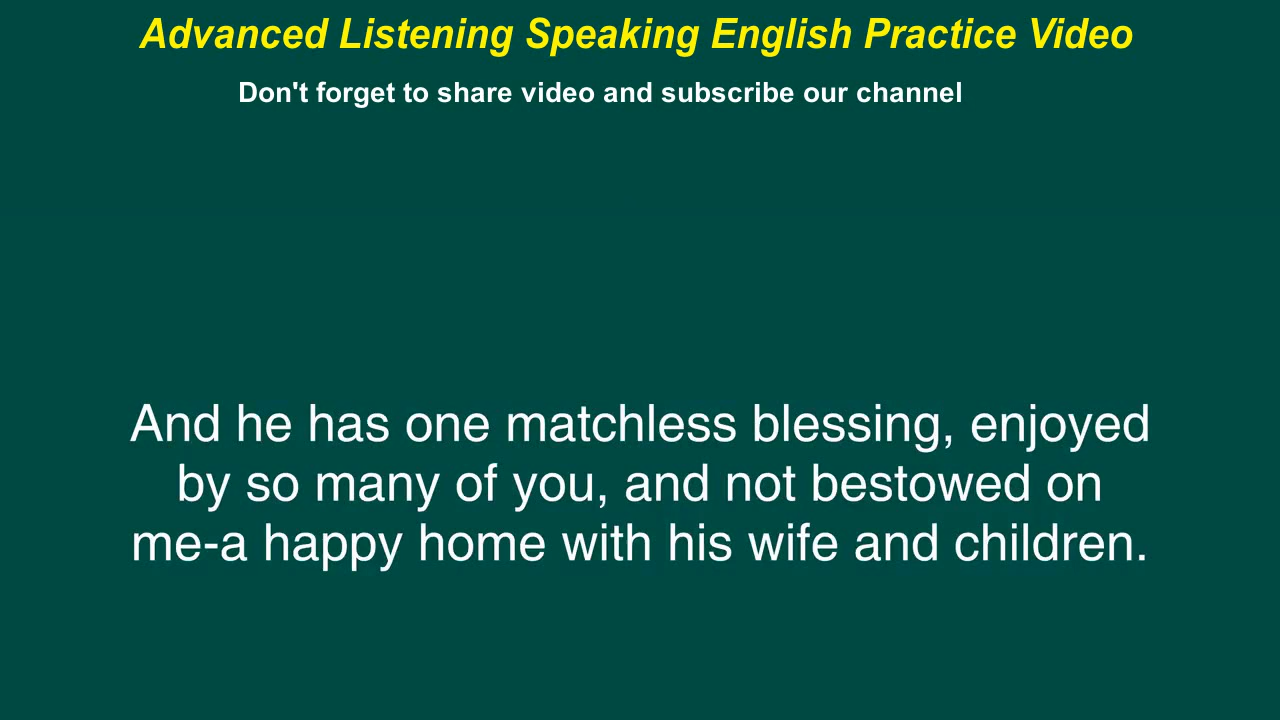 Advanced Listening Speaking English Practice Video
Don't forget to share video and subscribe our channel
And he has one matchless blessing, enjoyed
by so many of you, and not bestowed on
me-a happy home with his wife and children.